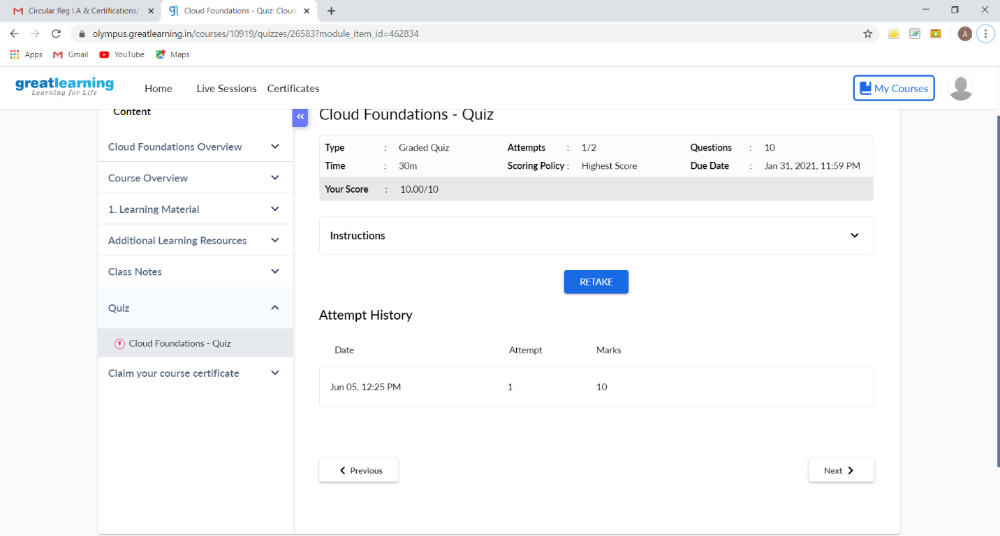 Circular Reg I.A & Certifications/
Cloud Foundations - Quiz: Cloud
olympus.greatlearning.in/courses/10919/quizzes/26583?module_item_id=462834
A
Apps Gmail YouTube Maps
greatlearning
Learning for Life
Home Live Sessions Certificates
My Courses
Content
Cloud Foundations Overview
Course Overview
1. Learning Material
Additional Learning Resources
Class Notes
Quiz
Cloud Foundations - Quiz
Claim your course certificate
Cloud Foundations - Quiz
Type : Graded Quiz Attempts : 1/2 Questions : 10
Time : 30m Scoring Policy : Highest Score Due Date : Jan 31, 2021, 11:59 PM
Your Score : 10.00/10
Instructions
RETAKE
Attempt History
Date Attempt Marks
Jun 05, 12:25 PM 1 10
Previous Next